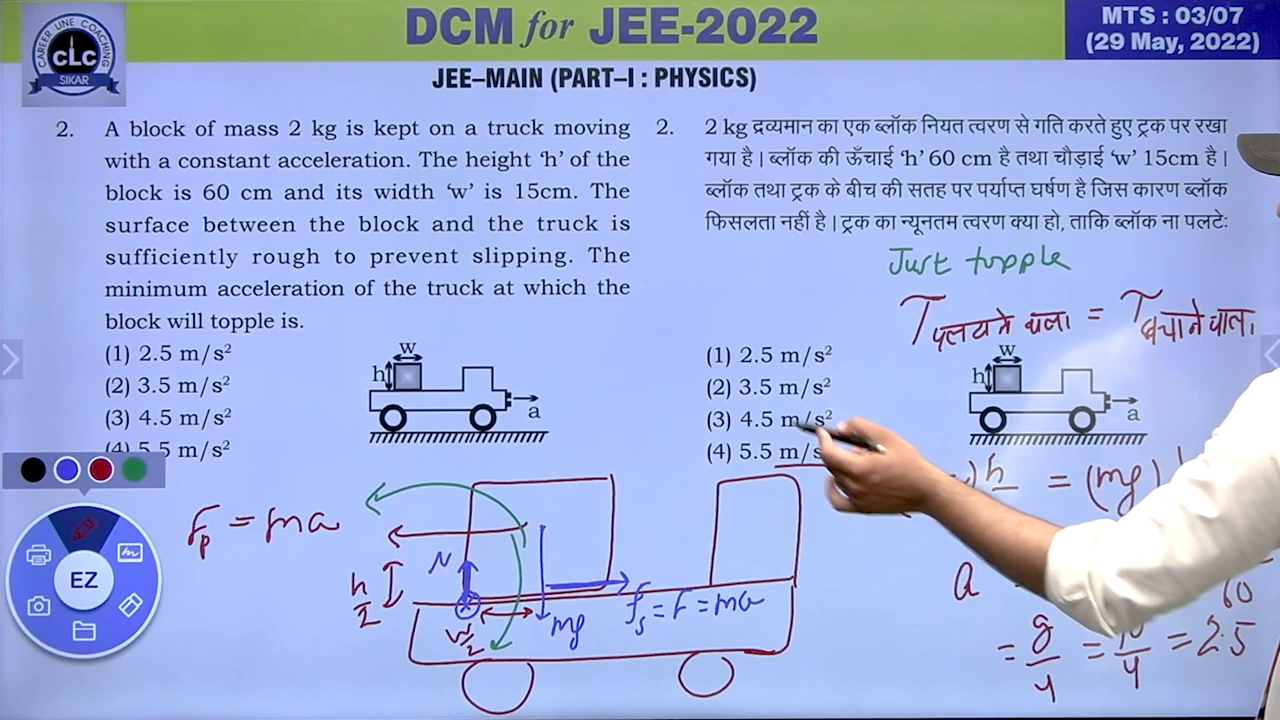 CAREER LINE COACHING
CLC
SIKAR
DCM for JEE-2022
MTS : 03/07
(29 May, 2022)
JEE–MAIN (PART–I : PHYSICS)
2. A block of mass 2 kg is kept on a truck moving
with a constant acceleration. The height ‘h’ of the
block is 60 cm and its width ‘w’ is 15cm. The
surface between the block and the truck is
sufficiently rough to prevent slipping. The
minimum acceleration of the truck at which the
block will topple is.
(1) 2.5 m/s²
(2) 3.5 m/s²
(3) 4.5 m/s²
(4) 5.5 m/s²
w
h
a
2. 2 kg द्रव्यमान का एक ब्लॉक नियत त्वरण से गति करते हुए ट्रक पर रखा
गया है। ब्लॉक की ऊँचाई ‘h’ 60 cm है तथा चौड़ाई ‘w’ 15cm है।
ब्लॉक तथा ट्रक के बीच की सतह पर पर्याप्त घर्षण है जिस कारण ब्लॉक
फिसलता नहीं है। ट्रक का न्यूनतम त्वरण क्या हो, ताकि ब्लॉक ना पलटे:
Just topple
(1) 2.5 m/s²
(2) 3.5 m/s²
(3) 4.5 m/s²
(4) 5.5 m/s
w
h
a
h = (mg)
a
60
= g/4 = 10/4 = 2.5
EZ
Fp = ma
N
h/2
w/2
mg
fs = F = ma